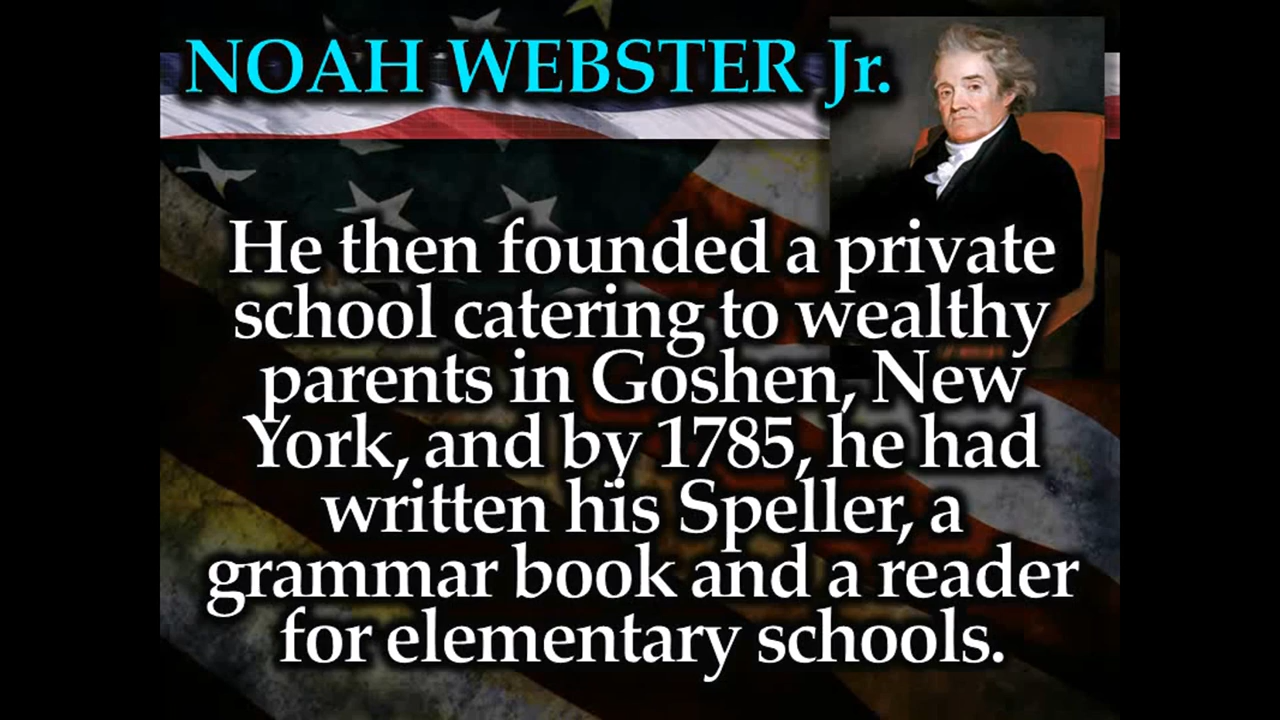 NOAH WEBSTER Jr.
He then founded a private
school catering to wealthy
parents in Goshen, New
York, and by 1785, he had
written his Speller, a
grammar book and a reader
for elementary schools.